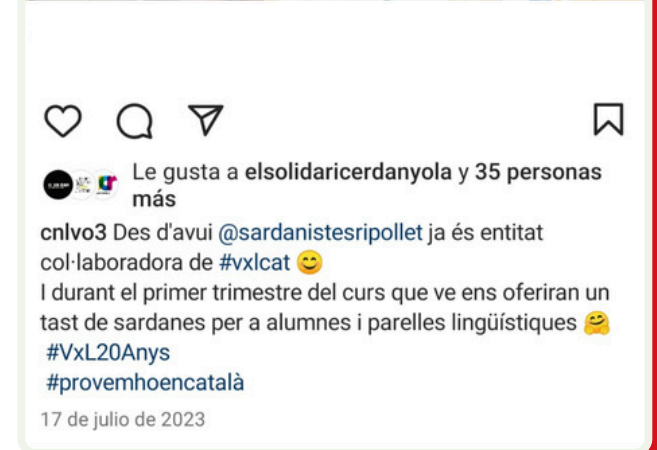 Le gusta a elsolidaricerdanyola y 35 personas
más
cnlvo3 Des d'avui @sardanistesripollet ja és entitat
col·laboradora de #vxlcat 😊
I durant el primer trimestre del curs que ve ens oferiran un
tast de sardanes per a alumnes i parelles lingüístiques 🤗
#VxL20Anys
#provemhoencatalà
17 de julio de 2023